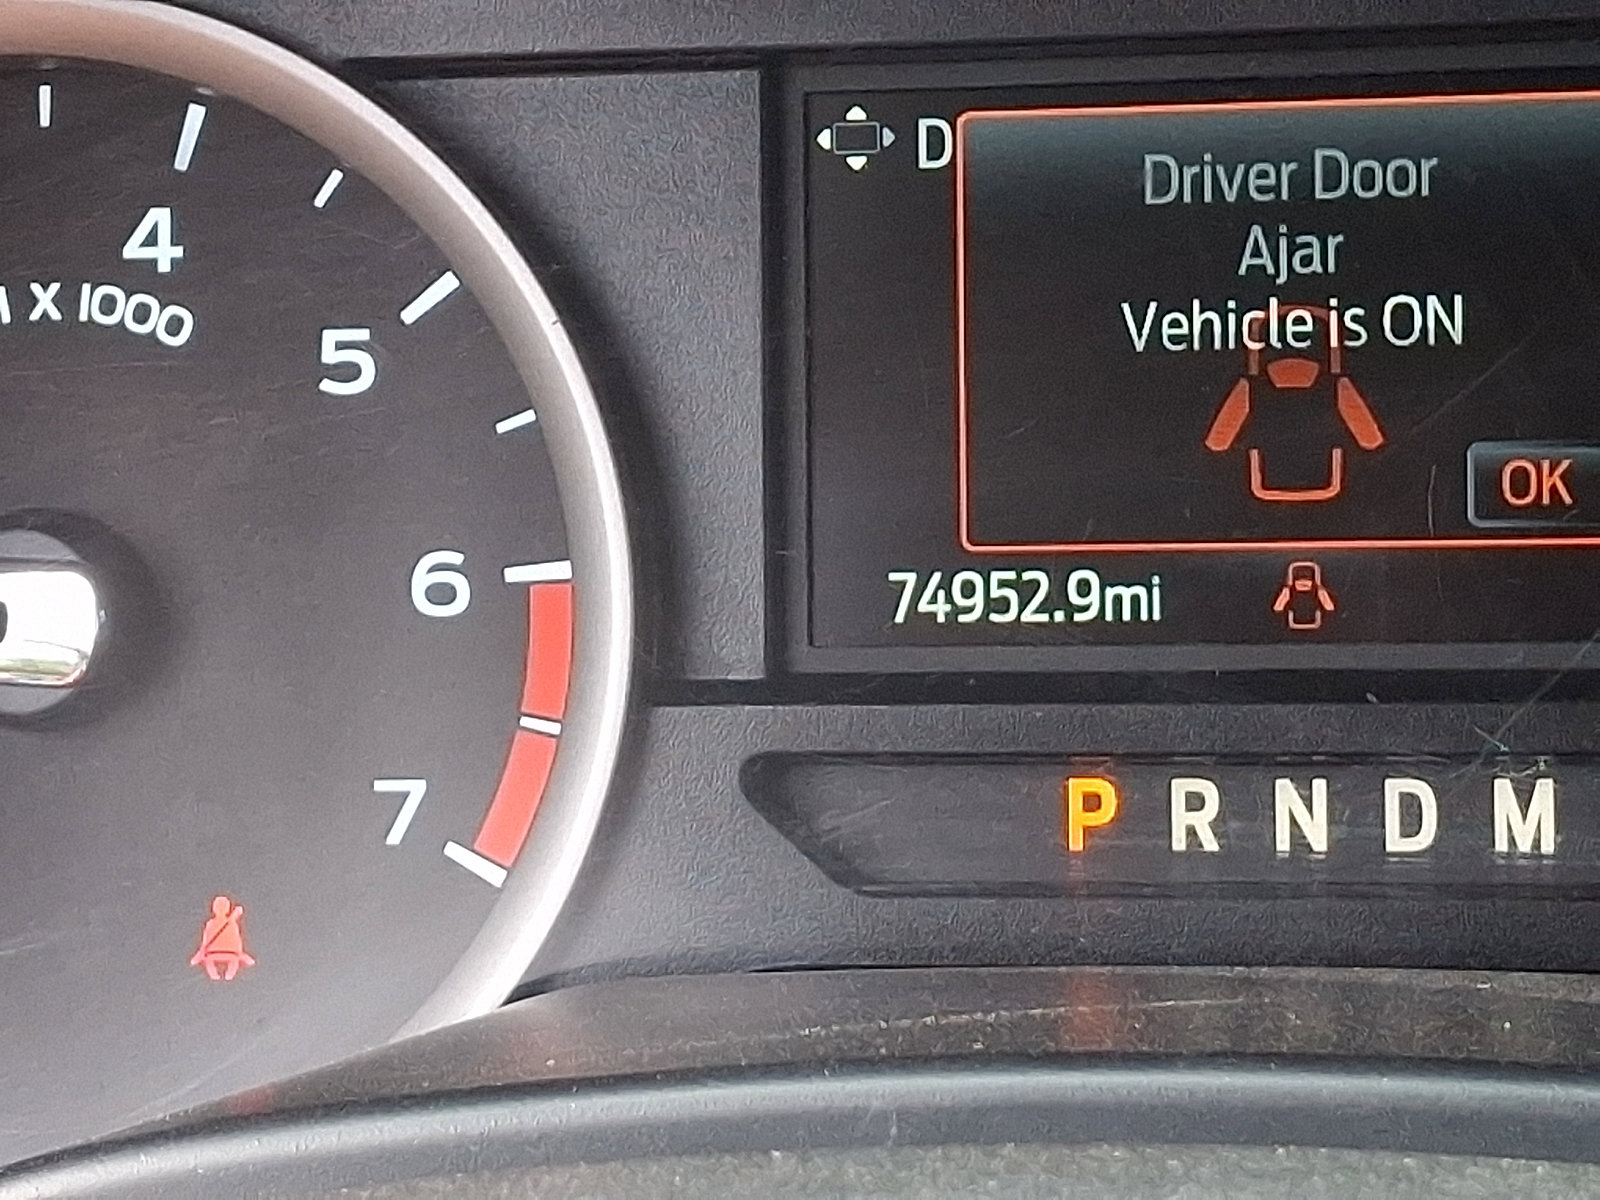 4
X 1000
5
6
7
D
Driver Door
Ajar
Vehicle is ON
OK
74952.9mi
P R N D M